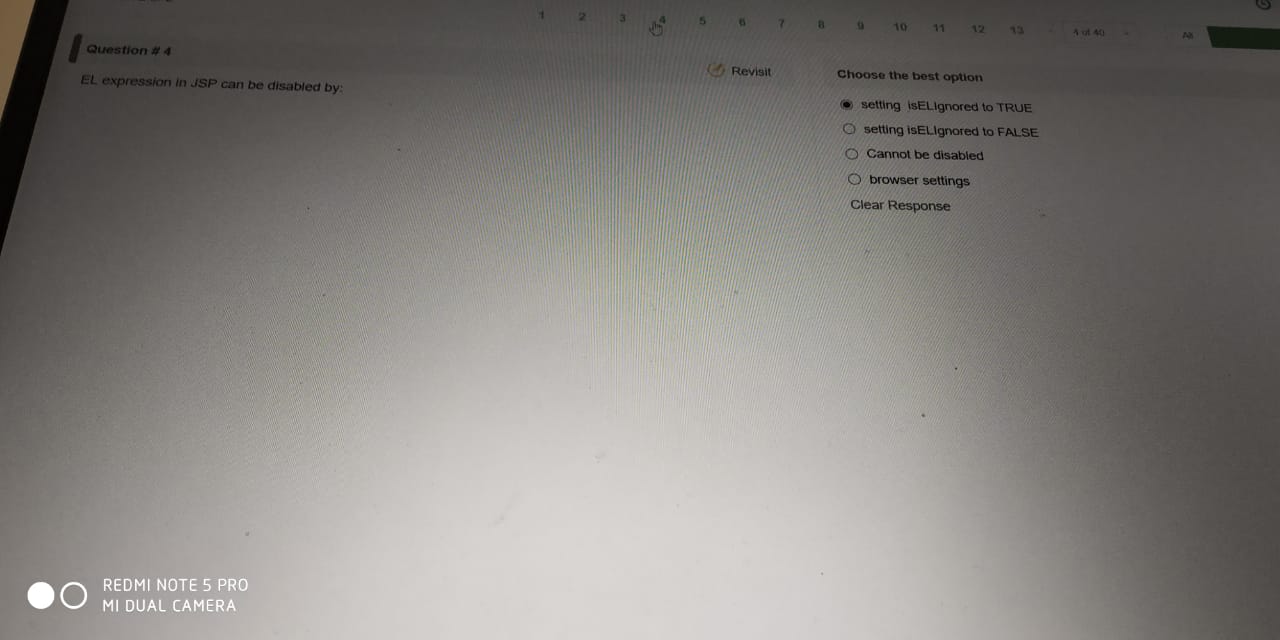 1 2 3 4 5 6 7 8 9 10 11 12 13 4 of 40 All
Question # 4
EL expression in JSP can be disabled by:
Revisit
Choose the best option
setting isELIgnored to TRUE
setting isELIgnored to FALSE
Cannot be disabled
browser settings
Clear Response
REDMI NOTE 5 PRO
MI DUAL CAMERA